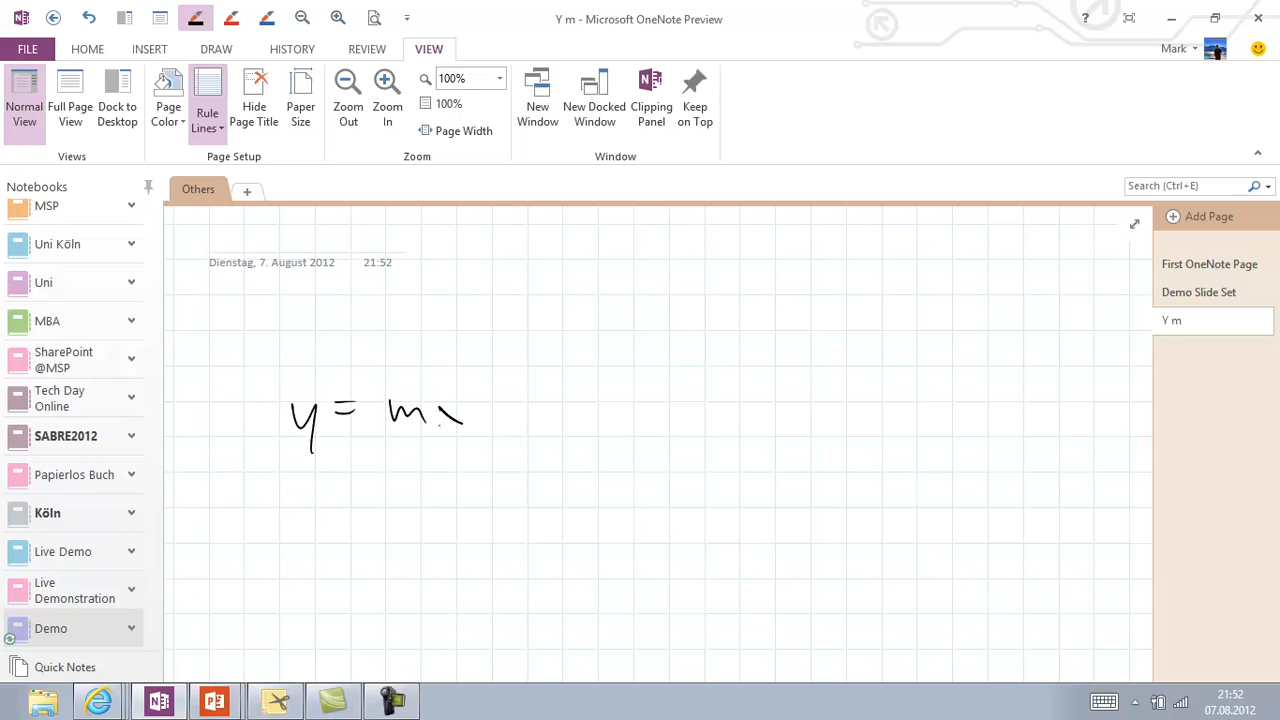 Y m - Microsoft OneNote Preview
FILE HOME INSERT DRAW HISTORY REVIEW VIEW
Mark
Normal View
Full Page View
Dock to Desktop
Page Color
Rule Lines
Hide Page Title
Paper Size
Zoom Out
Zoom In
100%
100%
Page Width
New Window
New Docked Window
Clipping Panel
Keep on Top
Views Page Setup Zoom Window
Notebooks
Others
Search (Ctrl+E)
MSP
Uni Köln
Uni
MBA
SharePoint @MSP
Tech Day Online
SABRE2012
Papierlos Buch
Köln
Live Demo
Live Demonstration
Demo
Quick Notes
Dienstag, 7. August 2012 21:52
y = m
Add Page
First OneNote Page
Demo Slide Set
Y m
21:52
07.08.2012